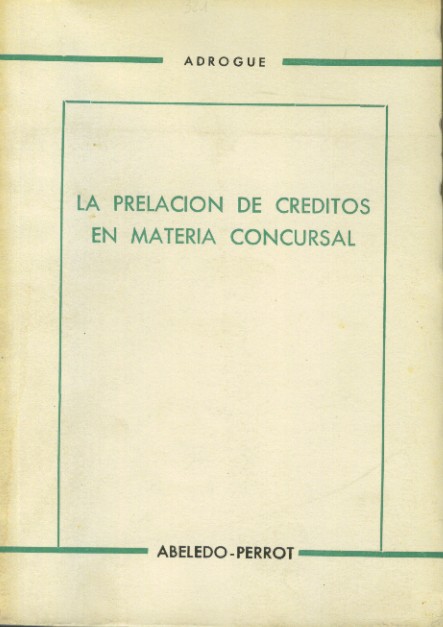 ADROGUE
LA PRELACION DE CREDITOS
EN MATERIA CONCURSAL
ABELEDO-PERROT